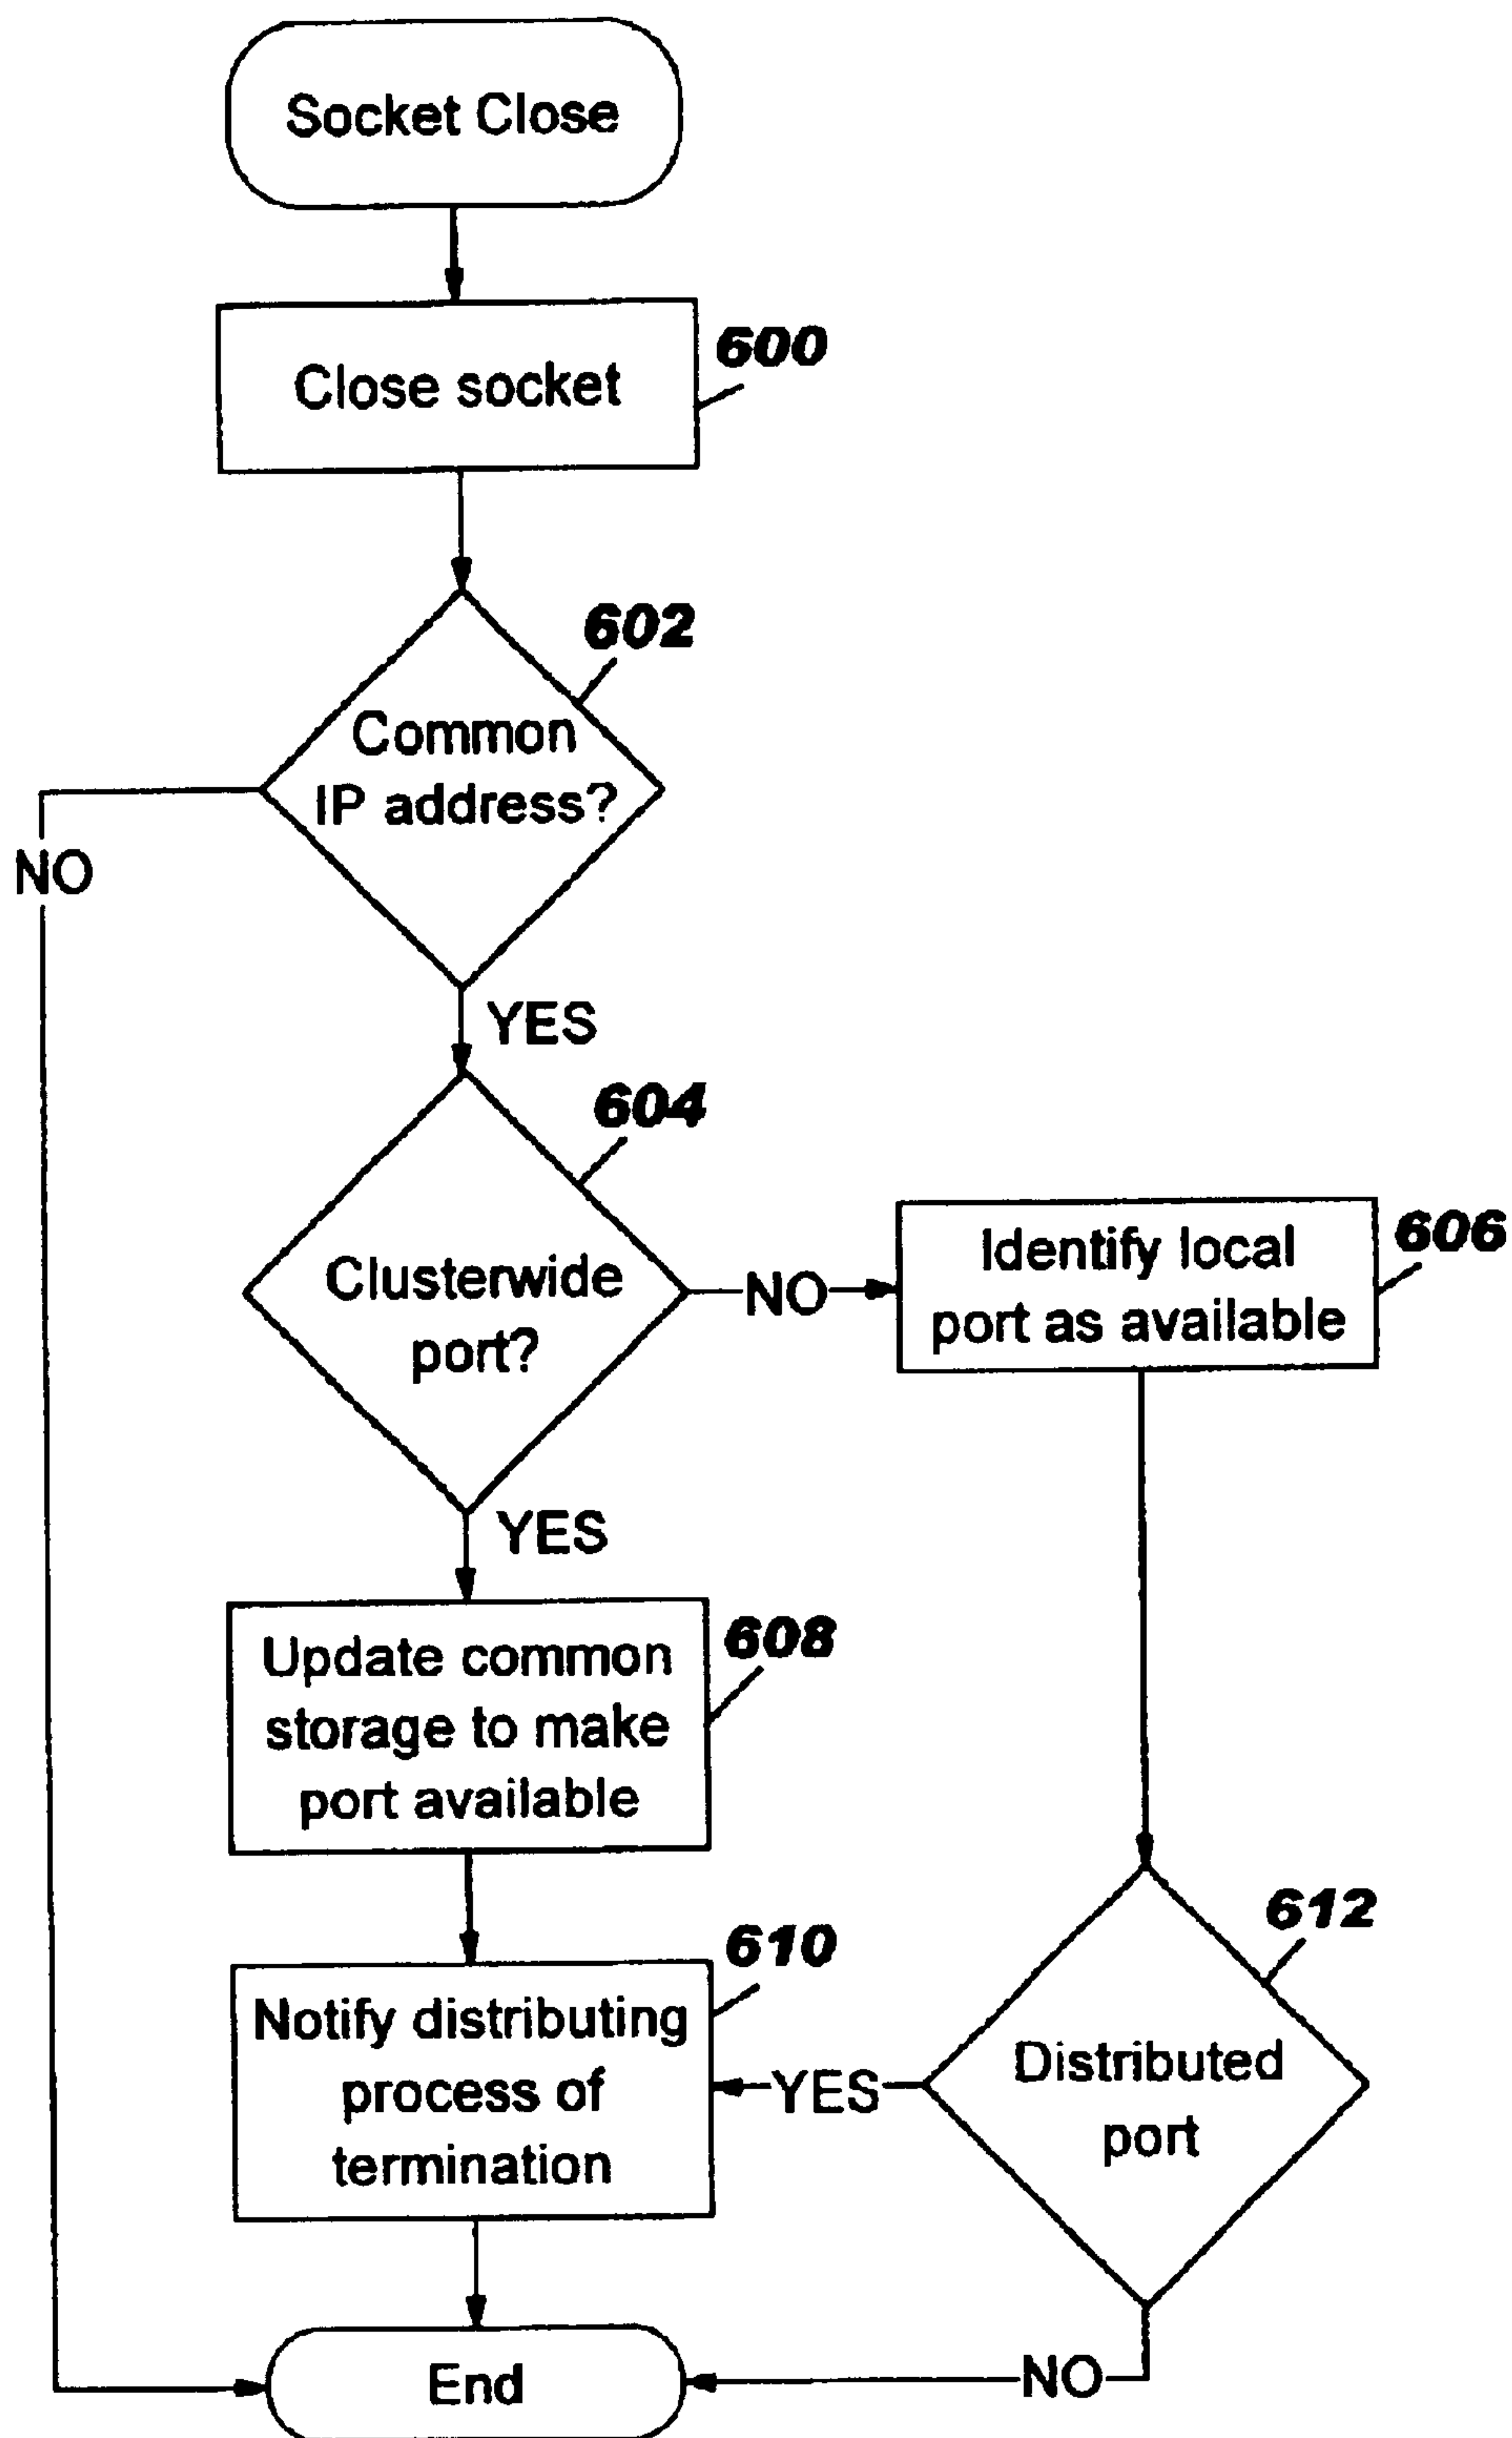 Socket Close
600
Close socket
602
Common
IP address?
NO
YES
604
Clusterwide
port?
NO
606
Identify local
port as available
YES
608
Update common
storage to make
port available
610
Notify distributing
process of
termination
612
Distributed
port
YES
NO
End